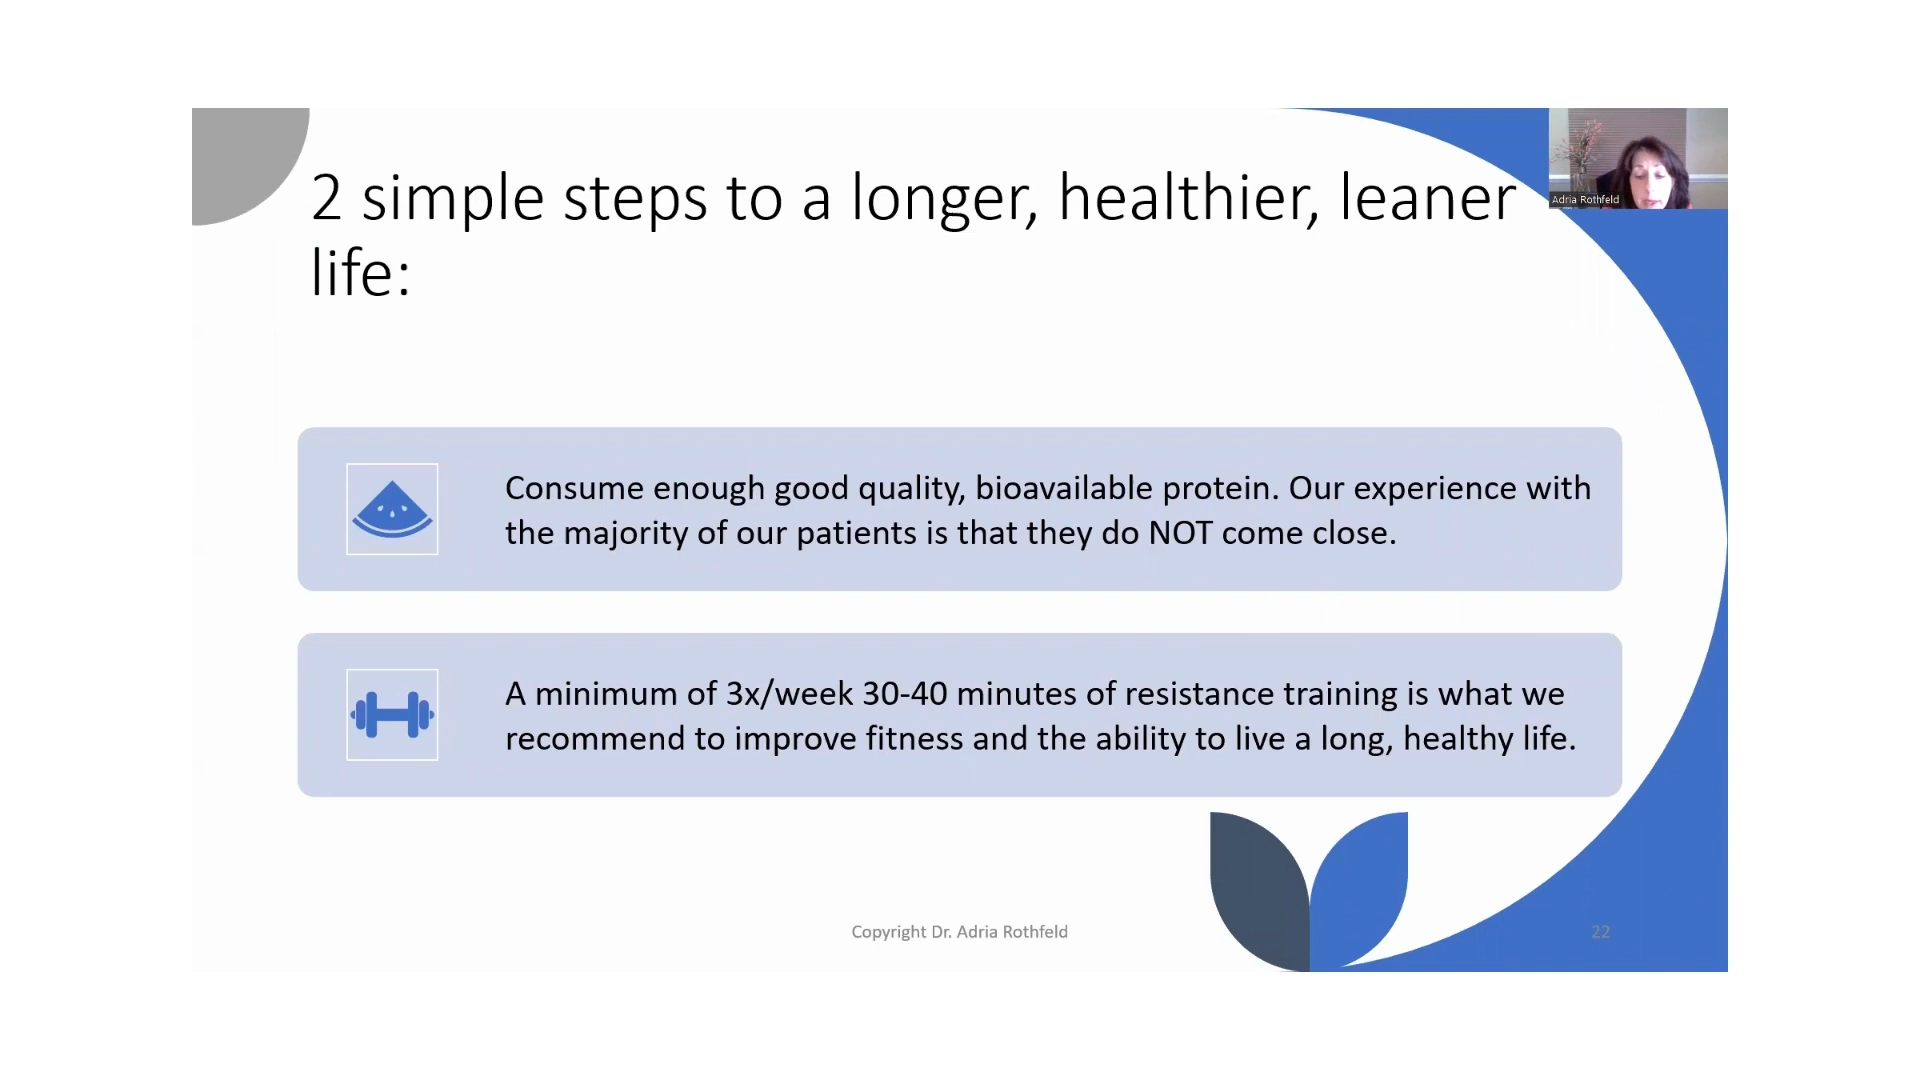 2 simple steps to a longer, healthier, leaner
life:
Adria Rothfeld
Consume enough good quality, bioavailable protein. Our experience with
the majority of our patients is that they do NOT come close.
A minimum of 3x/week 30-40 minutes of resistance training is what we
recommend to improve fitness and the ability to live a long, healthy life.
Copyright Dr. Adria Rothfeld
22